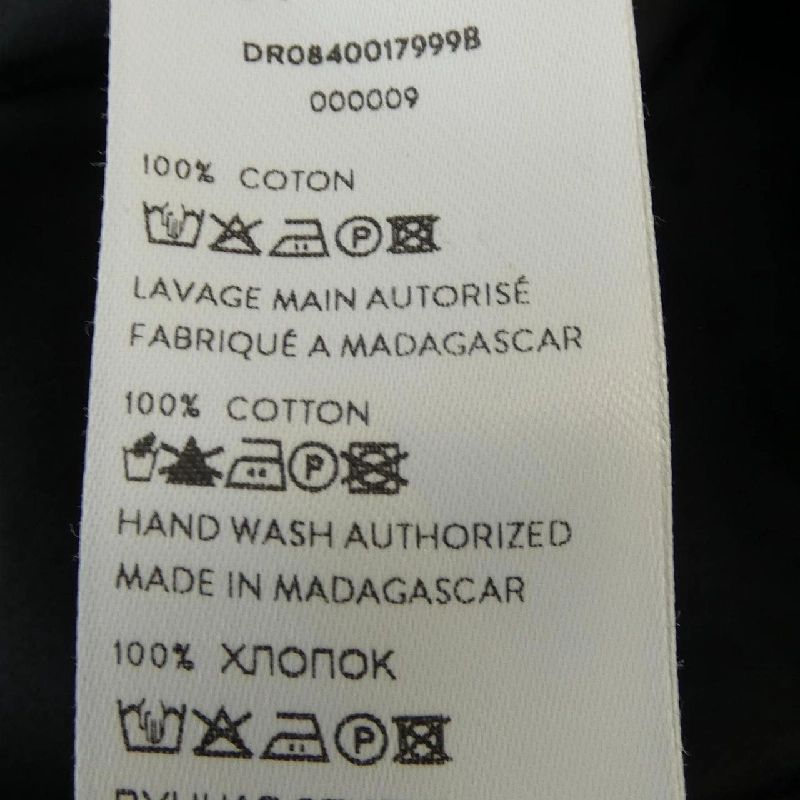 DR0840017999B
000009
100% COTON
P
LAVAGE MAIN AUTORISÉ
FABRIQUÉ A MADAGASCAR
100% COTTON
P
HAND WASH AUTHORIZED
MADE IN MADAGASCAR
100% ХЛОПОК
P